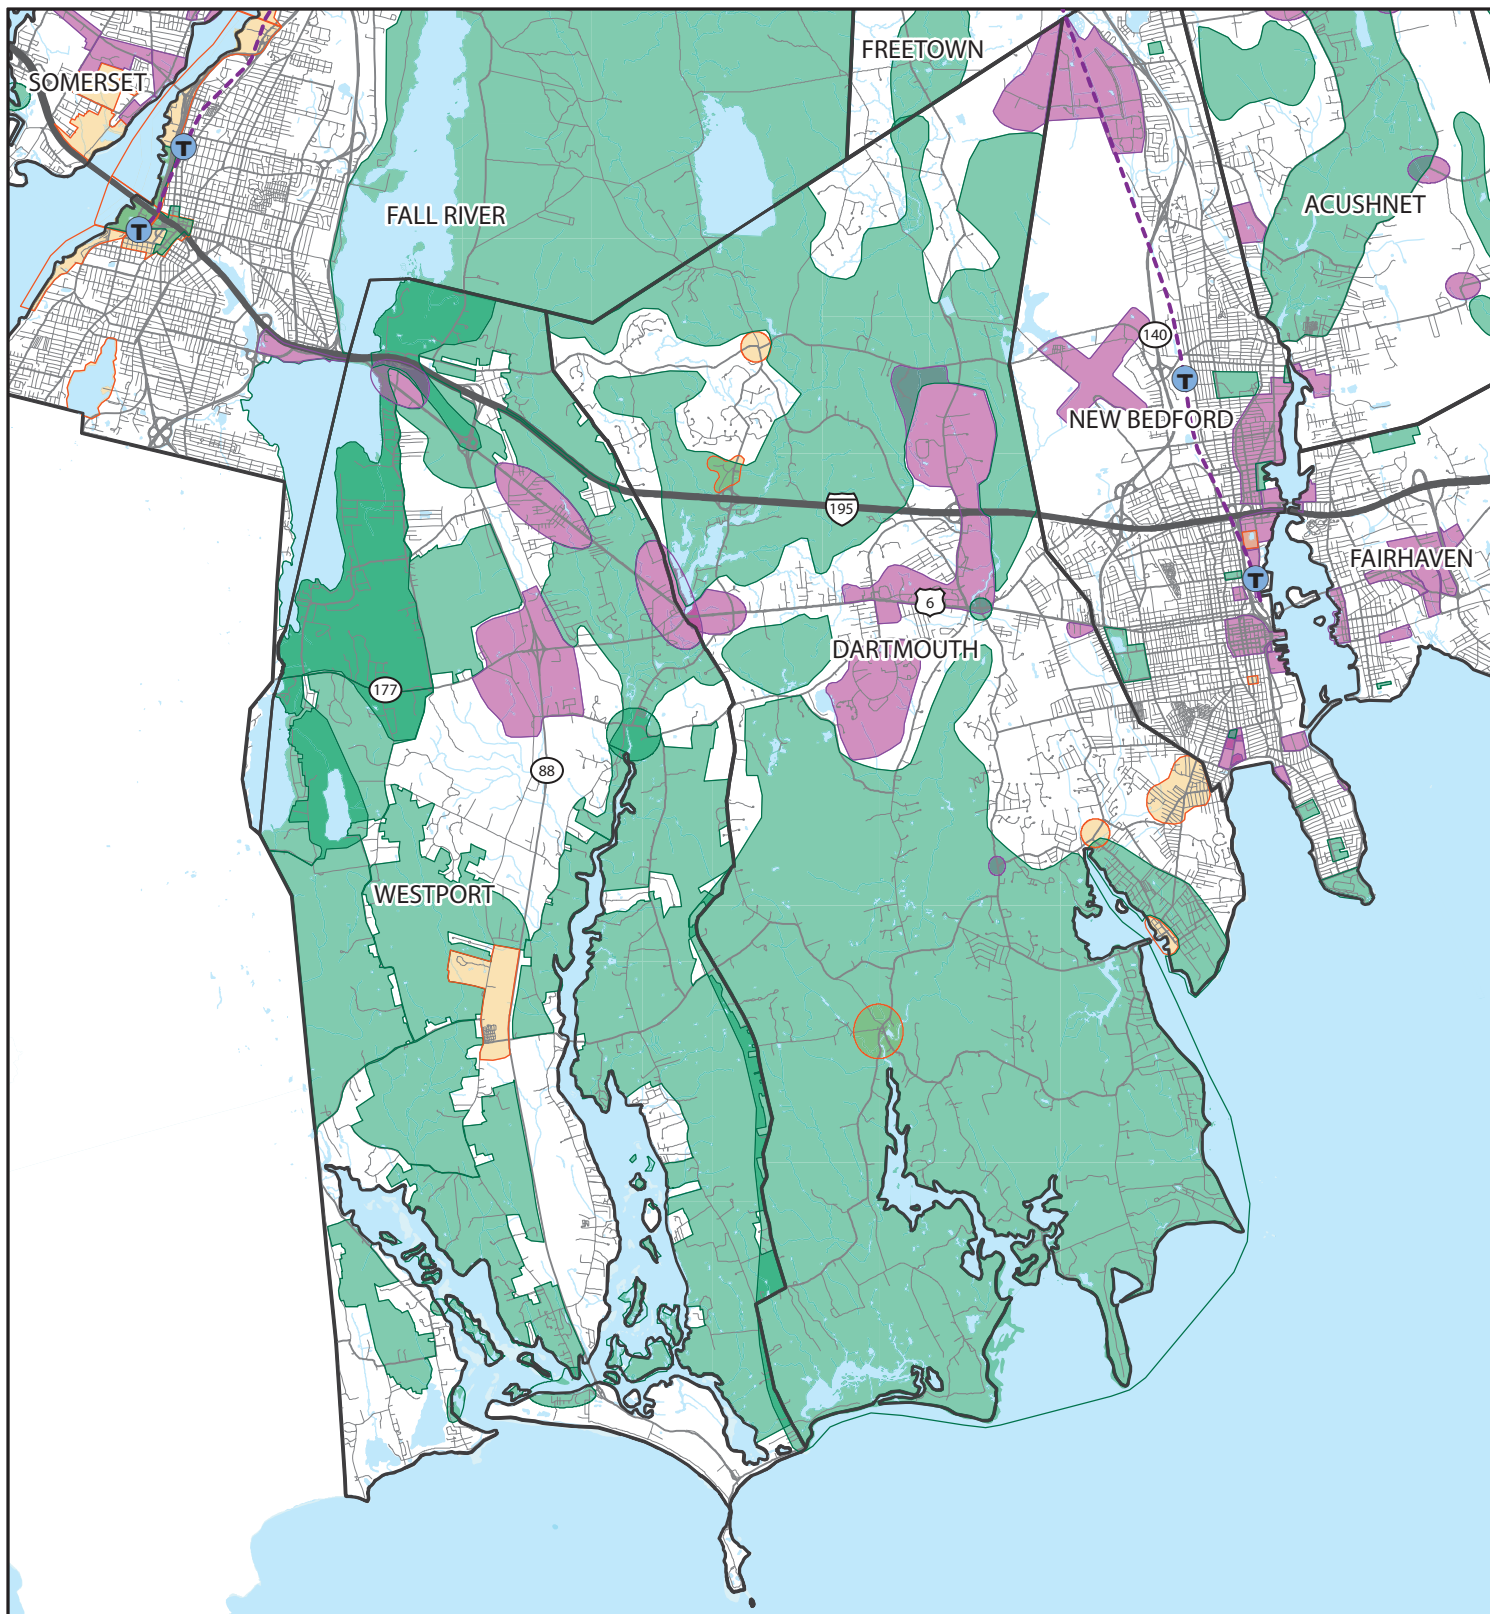 FREETOWN
SOMERSET
T
ACUSHNET
FALL RIVER
T
140
T
NEW BEDFORD
195
FAIRHAVEN
T
6
DARTMOUTH
177
88
WESTPORT